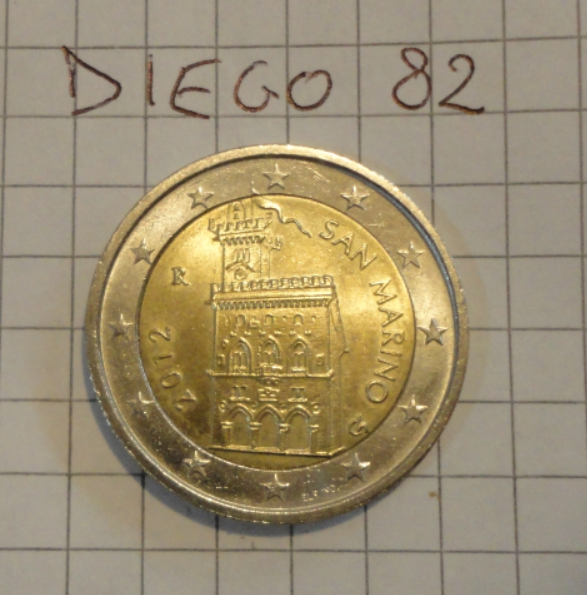 DIEGO 82
SAN MARINO
R
2012